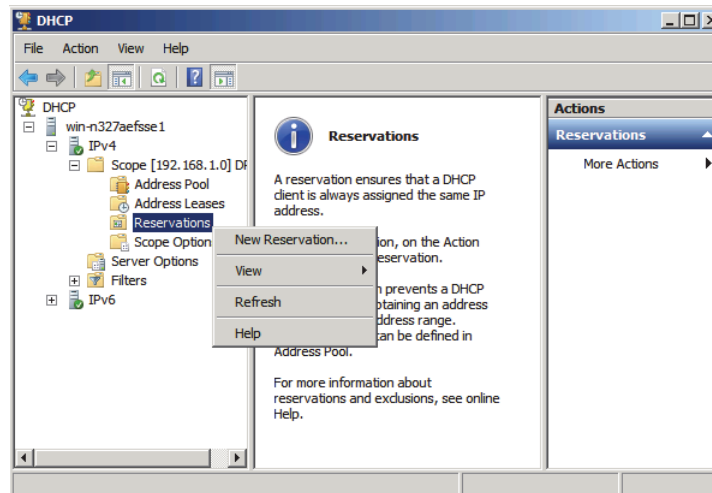 DHCP
File Action View Help
DHCP
win-n327aefsse1
IPv4
Scope [192.168.1.0] DH
Address Pool
Address Leases
Reservations
Scope Option
Server Options
Filters
IPv6
New Reservation...
View
Refresh
Help
Reservations
A reservation ensures that a DHCP
client is always assigned the same IP
address.
ion, on the Action
eservation.
n prevents a DHCP
btaining an address
ddress range.
can be defined in
Address Pool.
For more information about
reservations and exclusions, see online
Help.
Actions
Reservations
More Actions